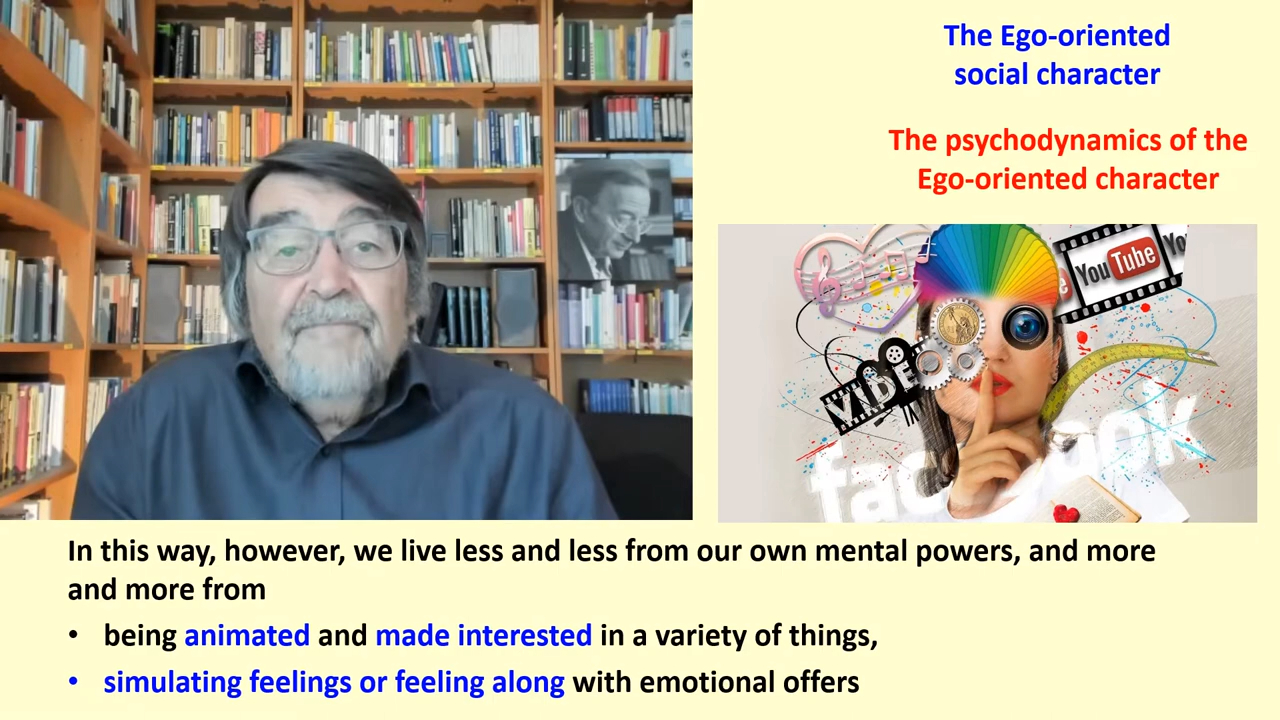 The Ego-oriented
social character
The psychodynamics of the
Ego-oriented character
YouTube
Yo
VIDE
facebook
In this way, however, we live less and less from our own mental powers, and more
and more from
• being animated and made interested in a variety of things,
• simulating feelings or feeling along with emotional offers